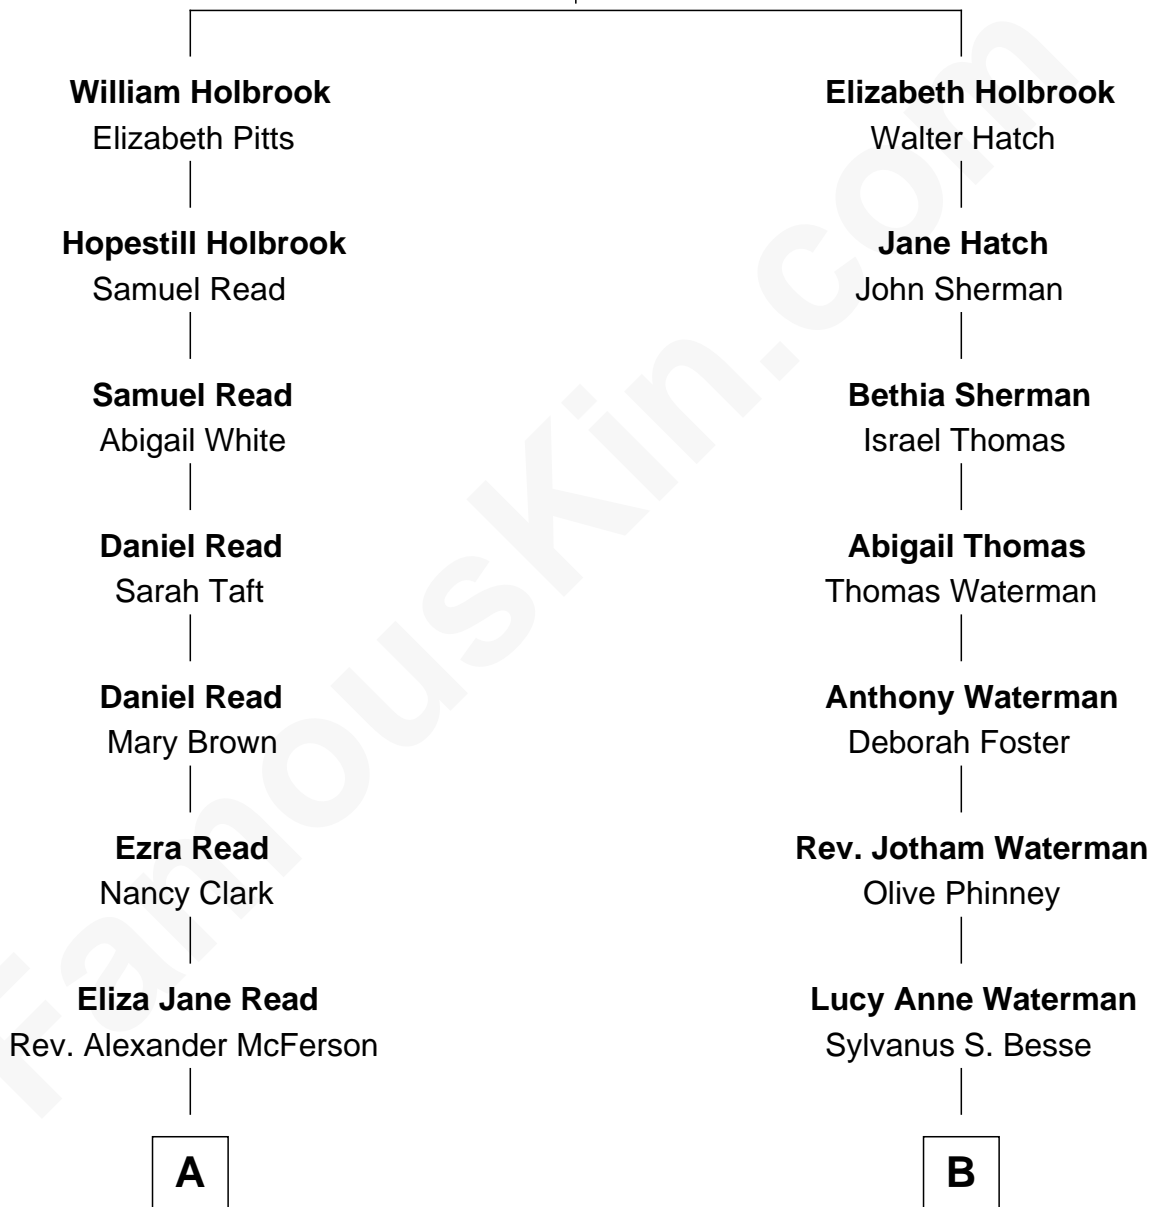 William Holbrook
Elizabeth Pitts
Hopestill Holbrook
Samuel Read
Samuel Read
Abigail White
Daniel Read
Sarah Taft
Daniel Read
Mary Brown
Ezra Read
Nancy Clark
Eliza Jane Read
Rev. Alexander McFerson
A
Elizabeth Holbrook
Walter Hatch
Jane Hatch
John Sherman
Bethia Sherman
Israel Thomas
Abigail Thomas
Thomas Waterman
Anthony Waterman
Deborah Foster
Rev. Jotham Waterman
Olive Phinney
Lucy Anne Waterman
Sylvanus S. Besse
B
FamousKin.com